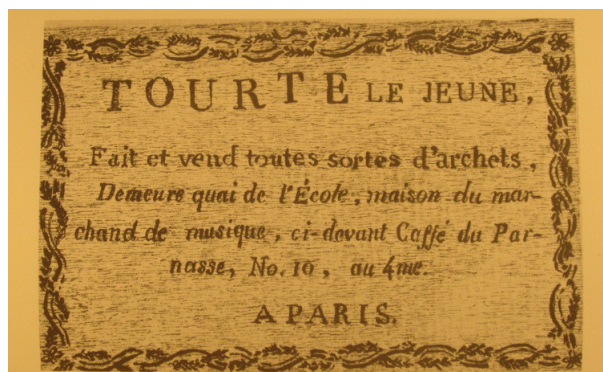 TOURTE LE JEUNE,
Fait et vend toutes sortes d'archets,
Demeure quai de l'École, maison du mar-
chand de musique, ci-devant Caffé du Par-
nasse, No. 10, au 4me.
A PARIS.